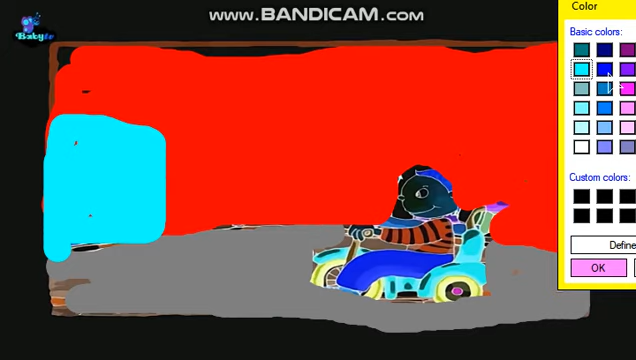 www.BANDICAM.com
Color
Babytv
Basic colors:
Custom colors:
Define
OK